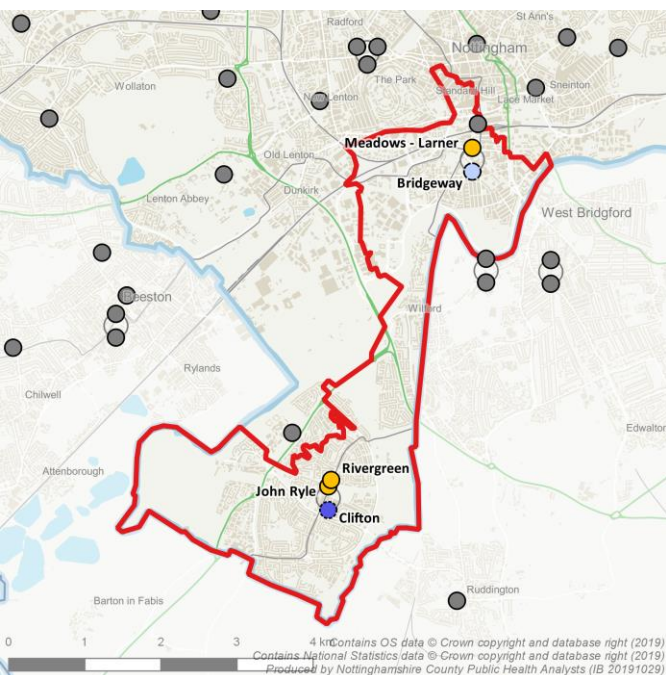 Radford
St Ann's
Nottingham
Wollaton
The Park
Sneinton
Standard Hill
New Lenton
Lace Market
Meadows - Larner
Old Lenton
Bridgeway
Dunkirk
Lenton Abbey
West Bridgford
Beeston
Wilford
Rylands
Chilwell
Edwalton
Rivergreen
Attenborough
John Ryle
Clifton
Ruddington
Barton in Fabis
0 1 2 3 4 km
Contains OS data © Crown copyright and database right (2019)
Contains National Statistics data © Crown copyright and database right (2019)
Produced by Nottinghamshire County Public Health Analysts (IB 20191029)